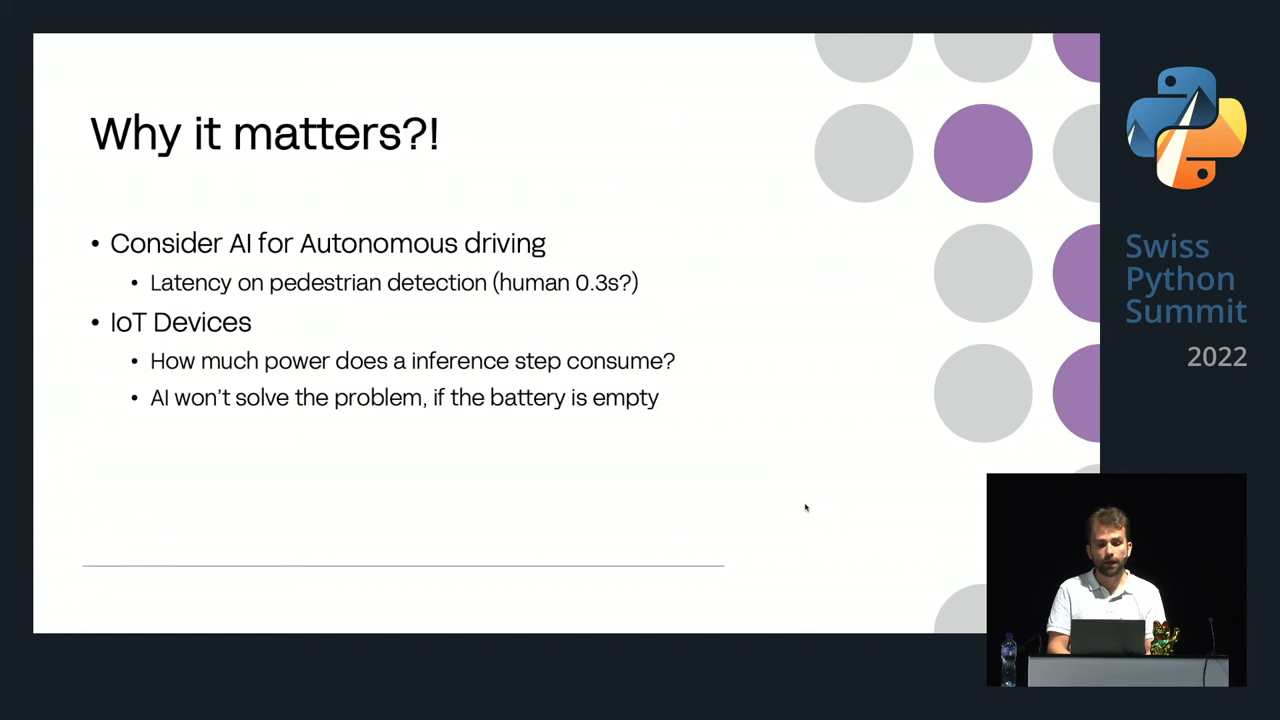 Why it matters?!
• Consider AI for Autonomous driving
• Latency on pedestrian detection (human 0.3s?)
• IoT Devices
• How much power does a inference step consume?
• AI won't solve the problem, if the battery is empty
Swiss
Python
Summit
2022